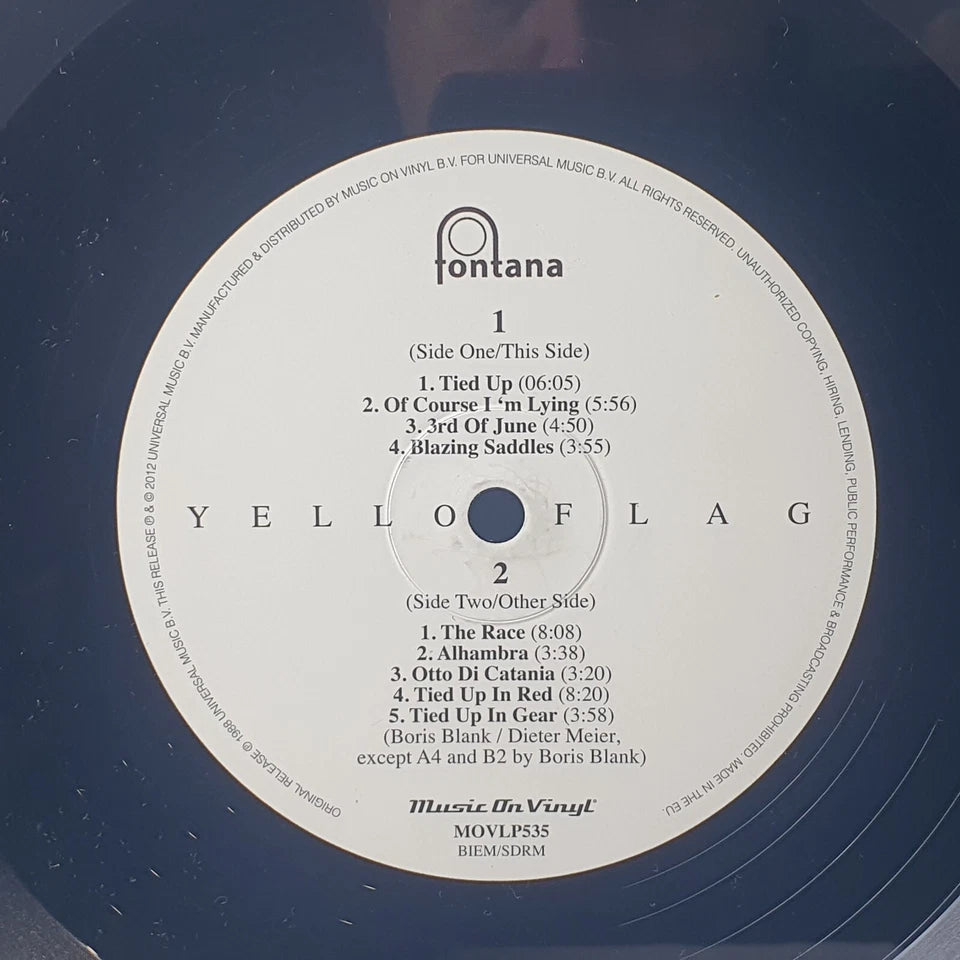 ORIGINAL RELEASE ℗ 1988 UNIVERSAL MUSIC B.V. THIS RELEASE ℗ & © 2012 UNIVERSAL MUSIC B.V. MANUFACTURED & DISTRIBUTED BY MUSIC ON VINYL B.V. FOR UNIVERSAL MUSIC B.V. ALL RIGHTS RESERVED. UNAUTHORIZED COPYING, HIRING, LENDING, PUBLIC PERFORMANCE & BROADCASTING PROHIBITED. MADE IN THE EU.
fontana
1
(Side One/This Side)
1. Tied Up (06:05)
2. Of Course I ‘m Lying (5:56)
3. 3rd Of June (4:50)
4. Blazing Saddles (3:55)
YELLO FLAG
2
(Side Two/Other Side)
1. The Race (8:08)
2. Alhambra (3:38)
3. Otto Di Catania (3:20)
4. Tied Up In Red (8:20)
5. Tied Up In Gear (3:58)
(Boris Blank / Dieter Meier,
except A4 and B2 by Boris Blank)
Music On Vinyl®
MOVLP535
BIEM/SDRM